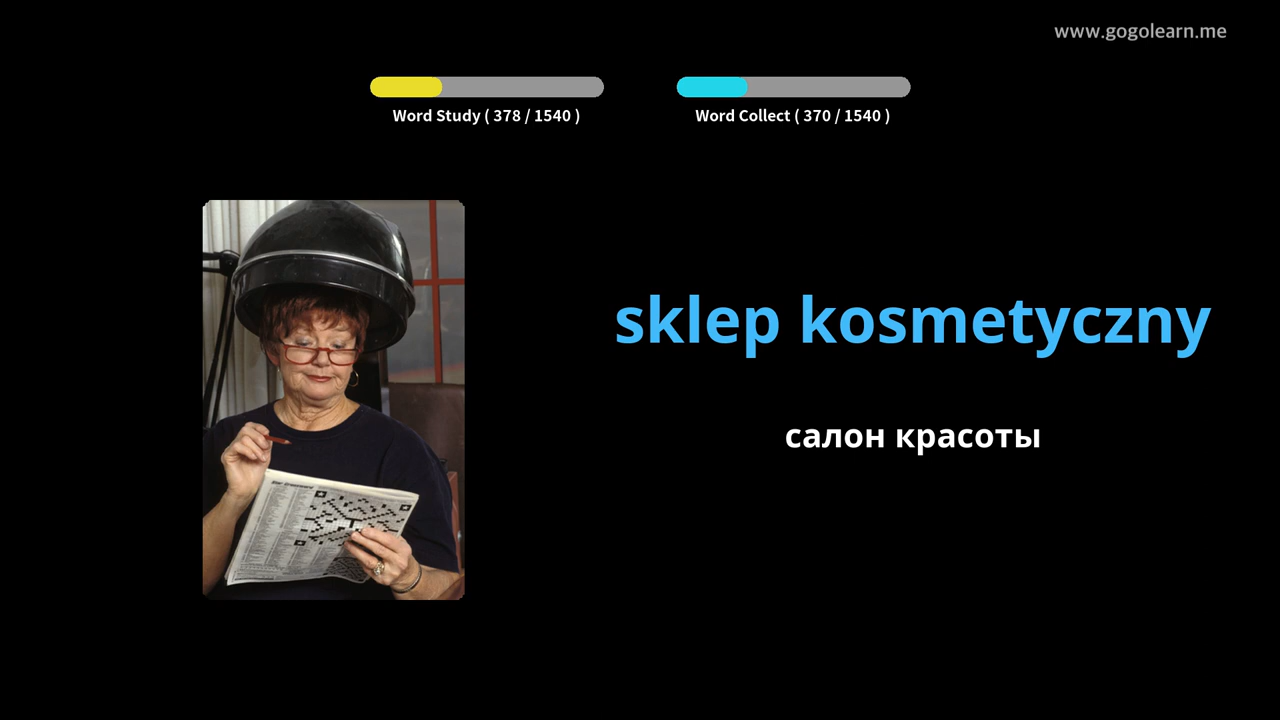 www.gogolearn.me
Word Study ( 378 / 1540 )
Word Collect ( 370 / 1540 )
sklep kosmetyczny
салон красоты